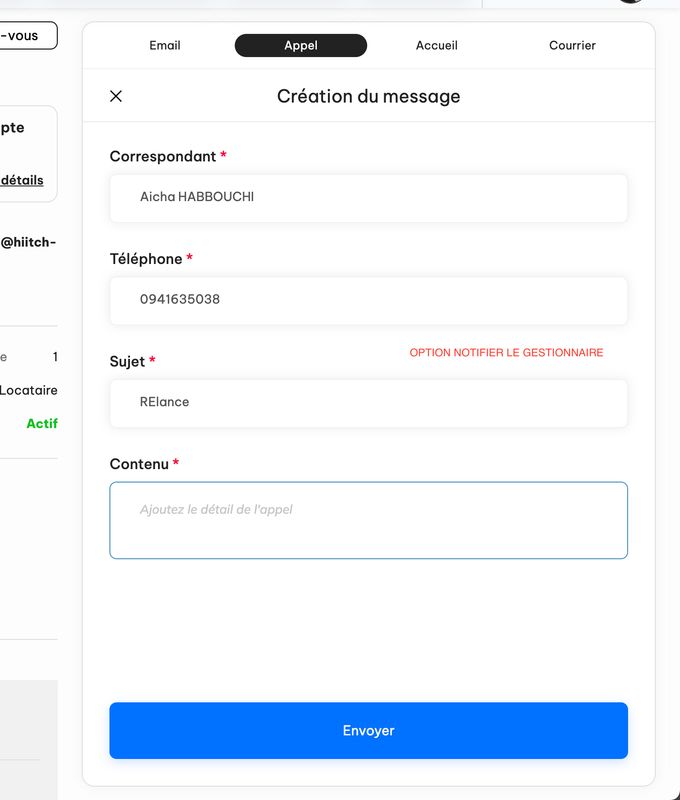 -vous
pte
détails
@hiitch-
e 1
Locataire
Actif
Email Appel Accueil Courrier
Création du message
Correspondant *
Aicha HABBOUCHI
Téléphone *
0941635038
OPTION NOTIFIER LE GESTIONNAIRE
Sujet *
RElance
Contenu *
Ajoutez le détail de l'appel
Envoyer